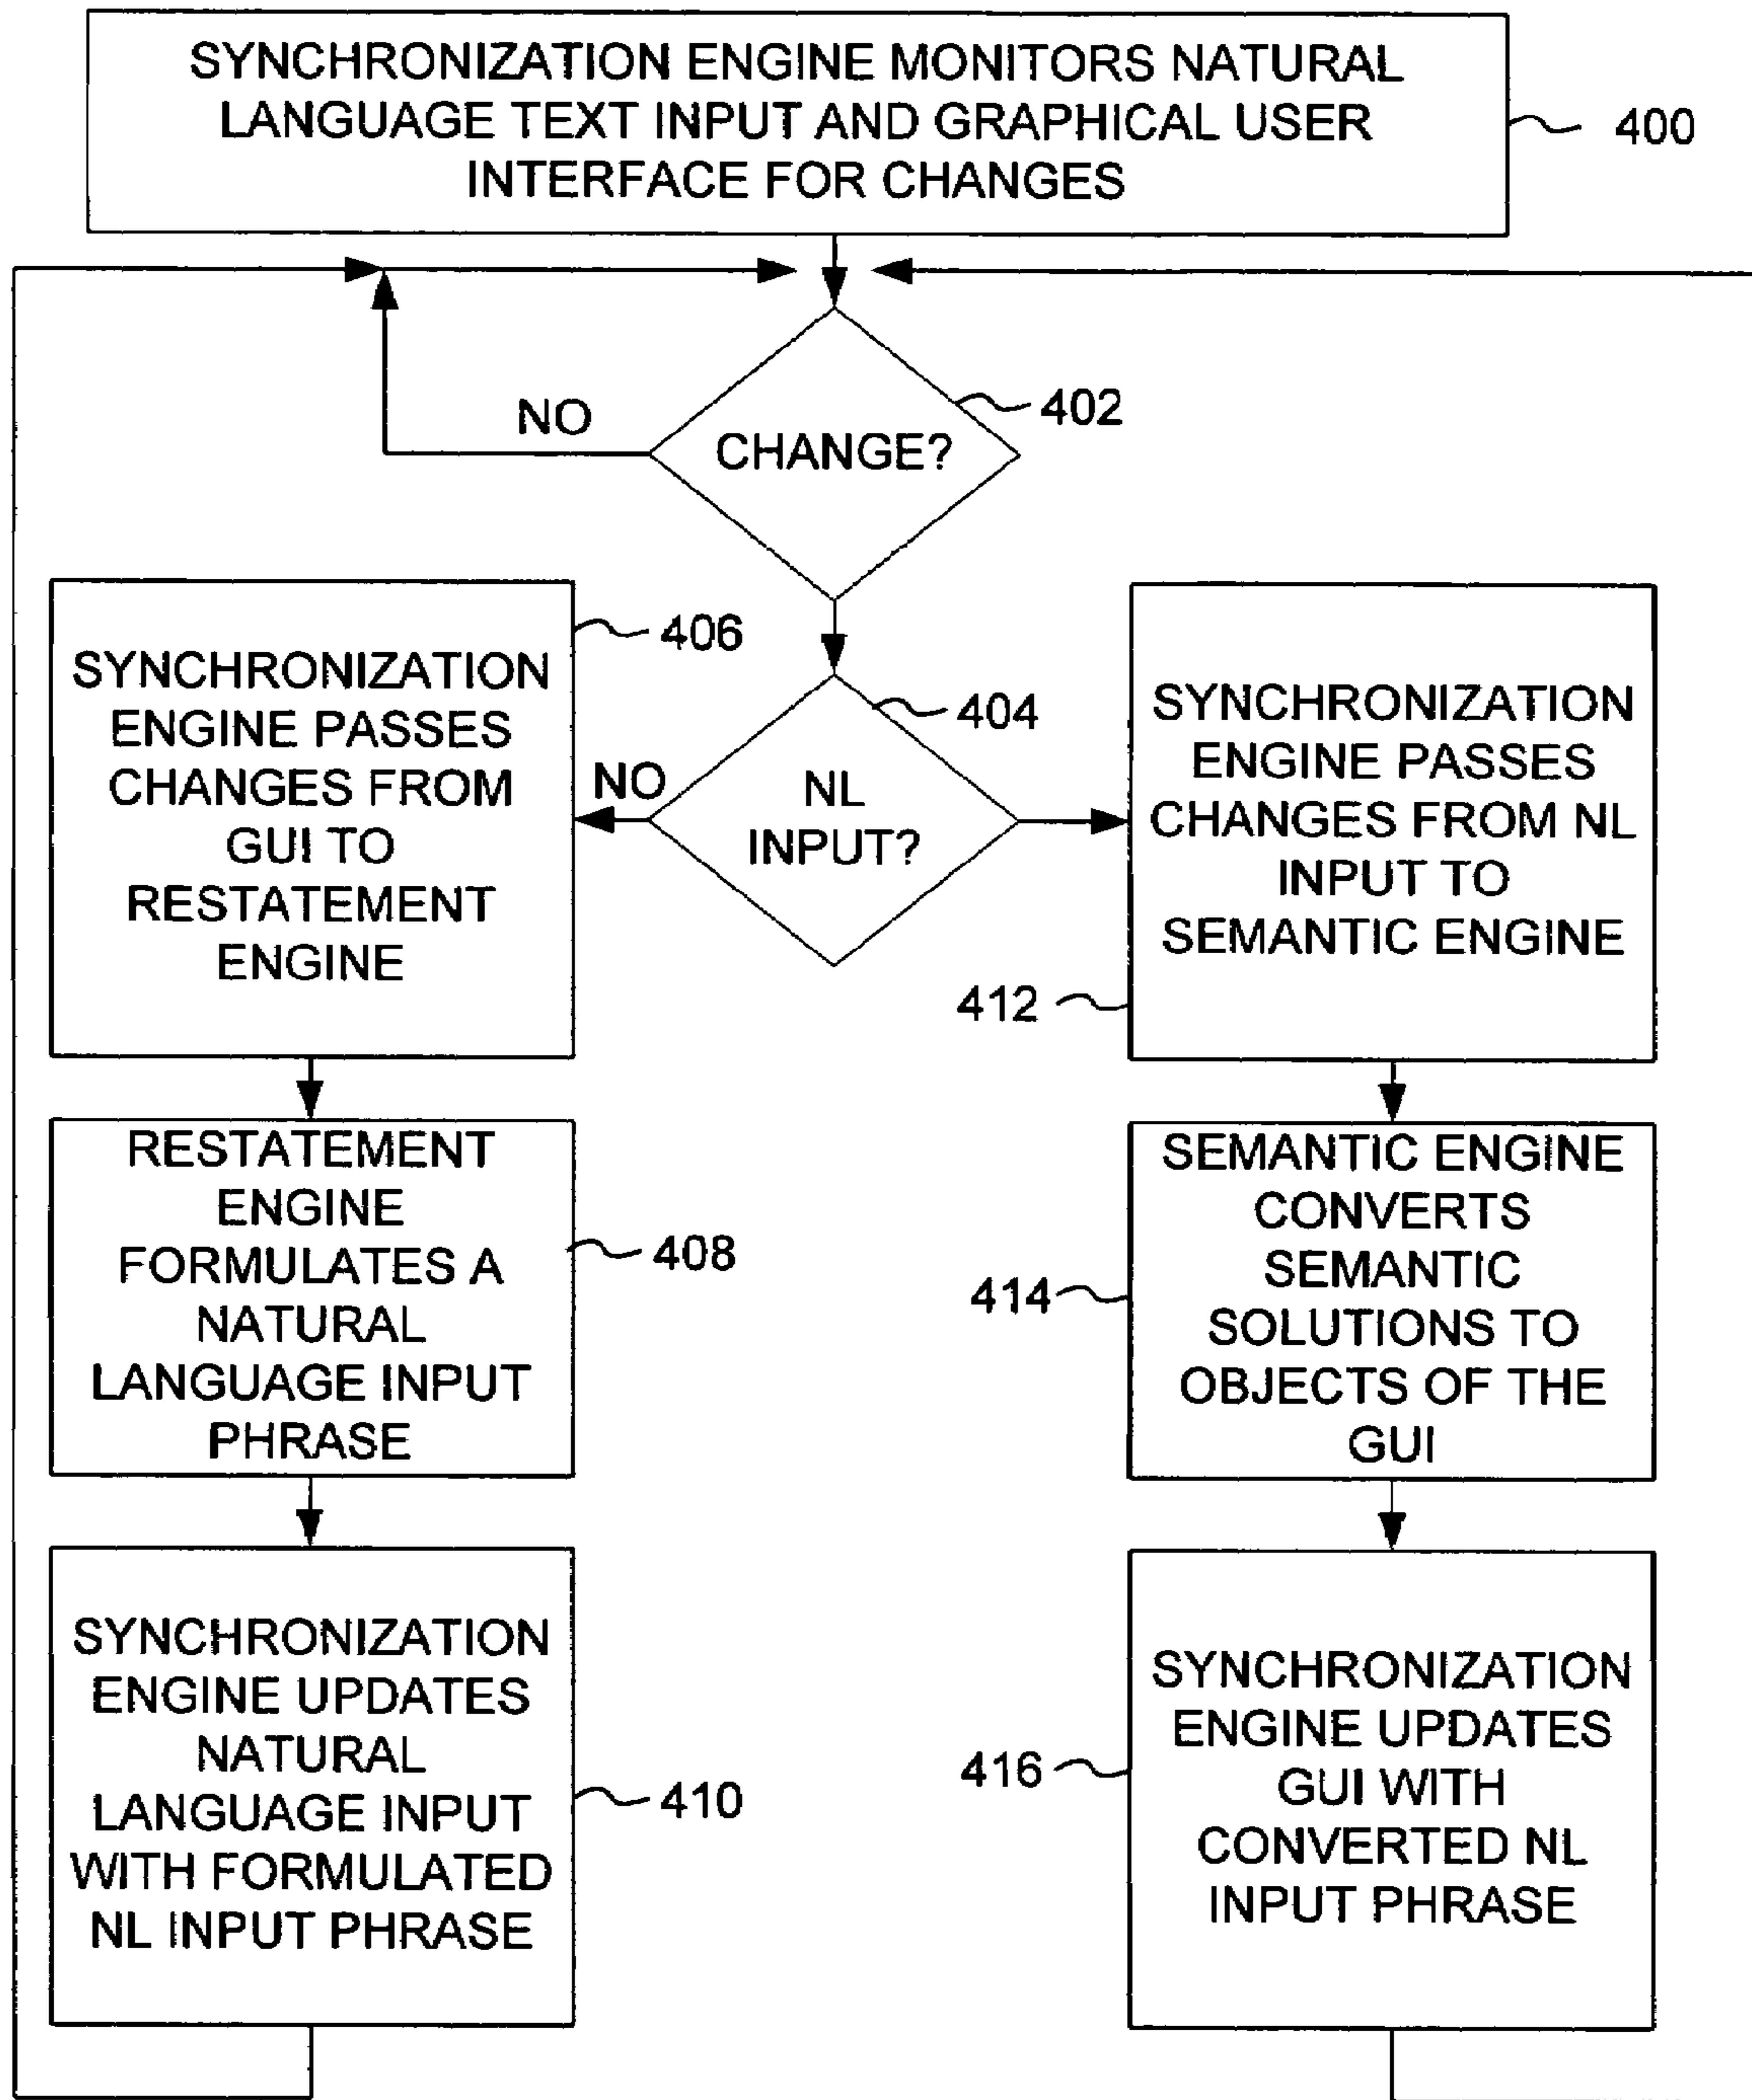 SYNCHRONIZATION ENGINE MONITORS NATURAL
LANGUAGE TEXT INPUT AND GRAPHICAL USER
INTERFACE FOR CHANGES
400
402
NO
CHANGE?
406
SYNCHRONIZATION
ENGINE PASSES
CHANGES FROM
GUI TO
RESTATEMENT
ENGINE
404
NO
NL
INPUT?
SYNCHRONIZATION
ENGINE PASSES
CHANGES FROM NL
INPUT TO
SEMANTIC ENGINE
412
RESTATEMENT
ENGINE
FORMULATES A
NATURAL
LANGUAGE INPUT
PHRASE
408
SEMANTIC ENGINE
CONVERTS
SEMANTIC
SOLUTIONS TO
OBJECTS OF THE
GUI
414
SYNCHRONIZATION
ENGINE UPDATES
NATURAL
LANGUAGE INPUT
WITH FORMULATED
NL INPUT PHRASE
410
SYNCHRONIZATION
ENGINE UPDATES
GUI WITH
CONVERTED NL
INPUT PHRASE
416